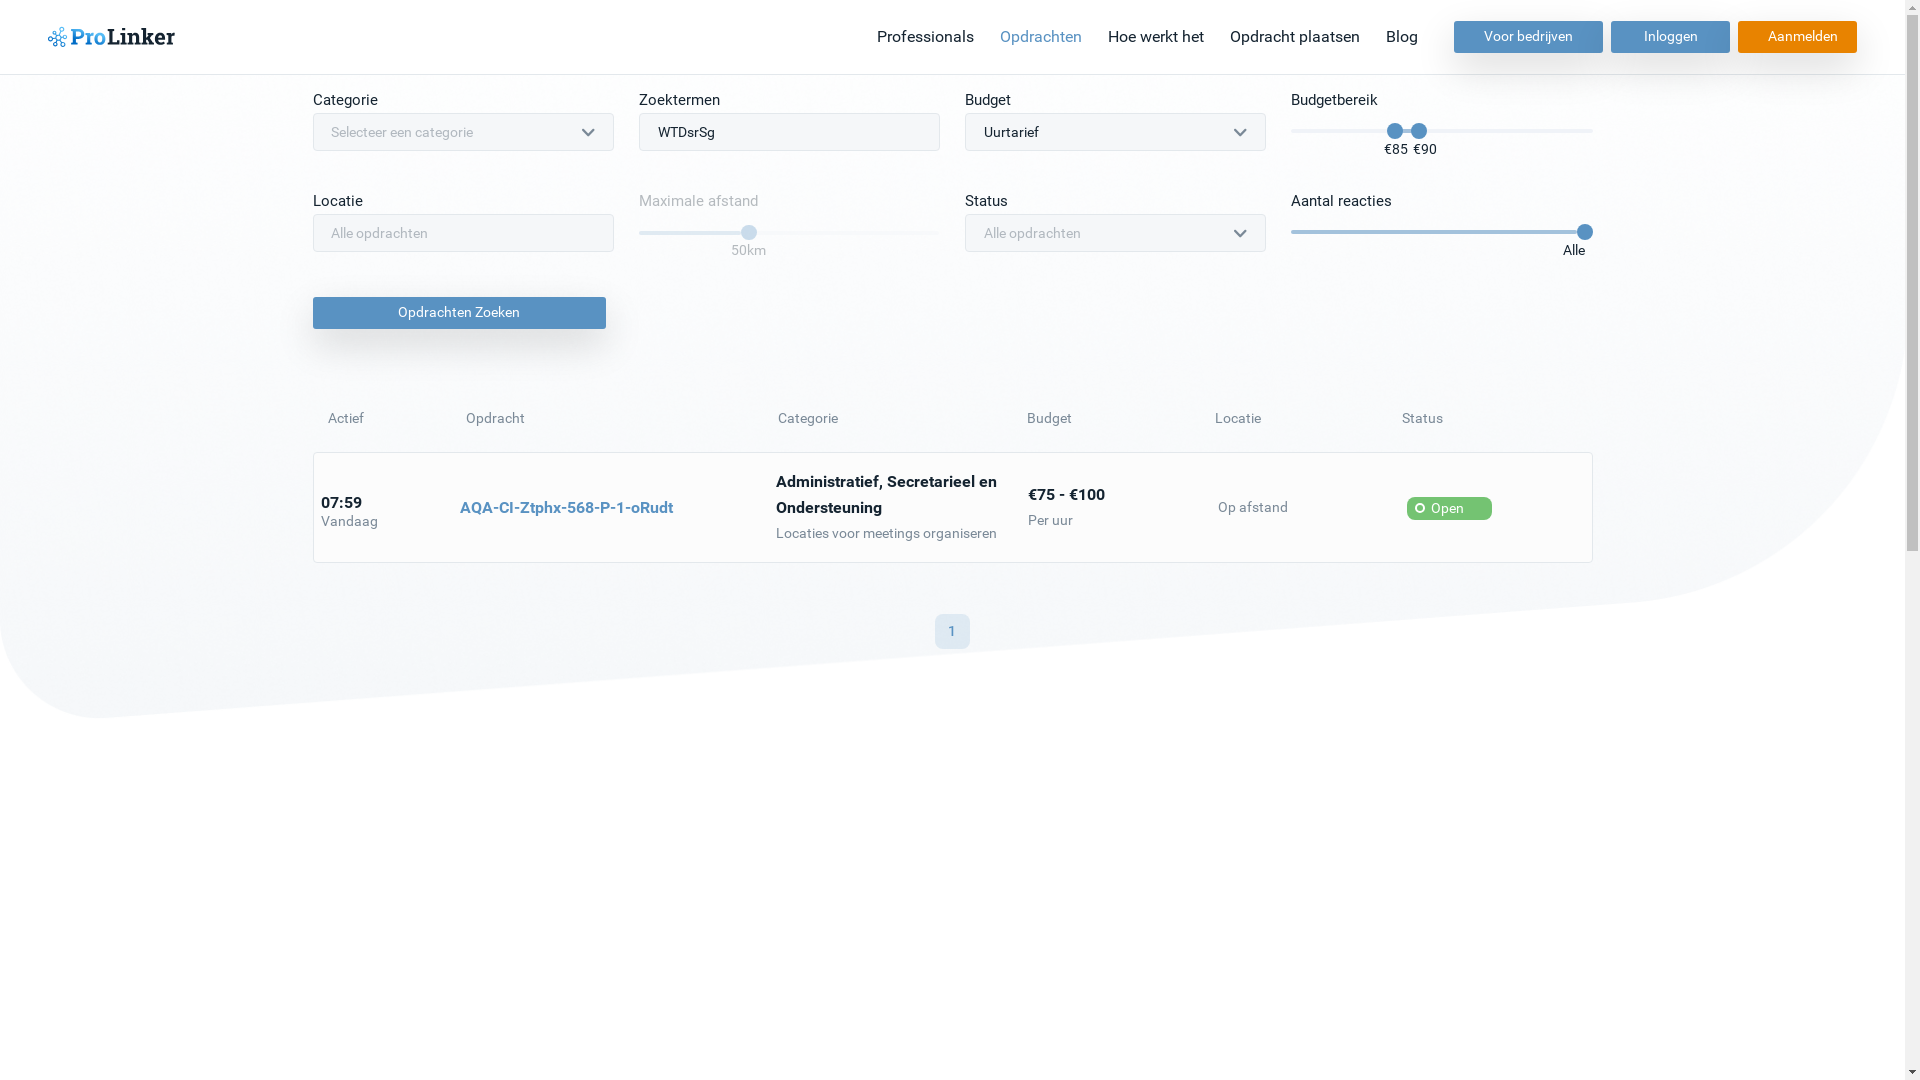 ProLinker
Professionals Opdrachten Hoe werkt het Opdracht plaatsen Blog Voor bedrijven Inloggen Aanmelden
Categorie Zoektermen Budget Budgetbereik
Selecteer een categorie WTDsrSg Uurtarief
€85 €90
Locatie Maximale afstand Status Aantal reacties
Alle opdrachten Alle opdrachten
50km Alle
Opdrachten Zoeken
Actief Opdracht Categorie Budget Locatie Status
07:59
Vandaag
AQA-CI-Ztphx-568-P-1-oRudt
Administratief, Secretarieel en
Ondersteuning
Locaties voor meetings organiseren
€75 - €100
Per uur
Op afstand
Open
1